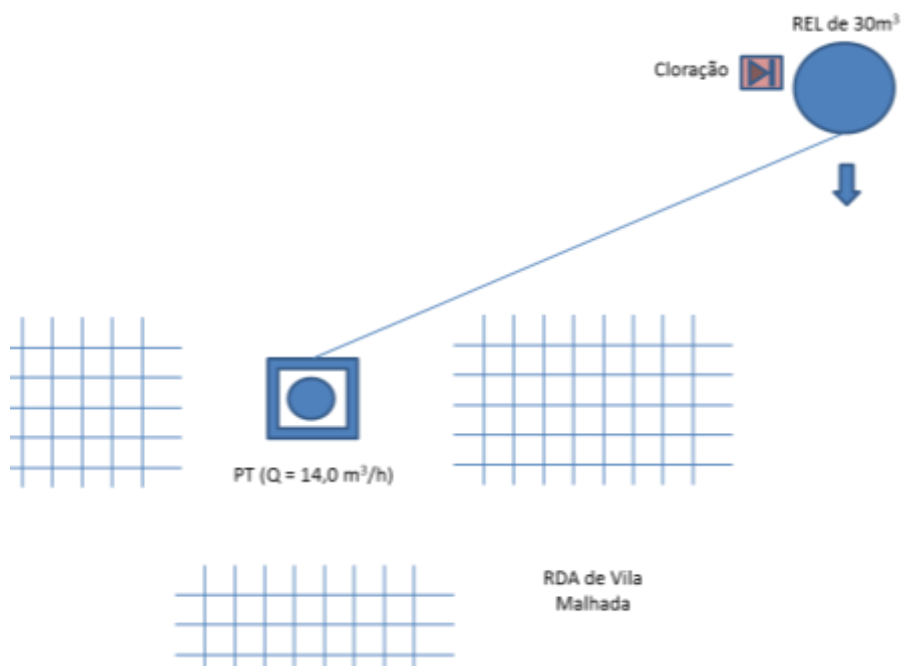 REL de 30m³
Cloração
PT (Q = 14,0 m³/h)
RDA de Vila
Malhada